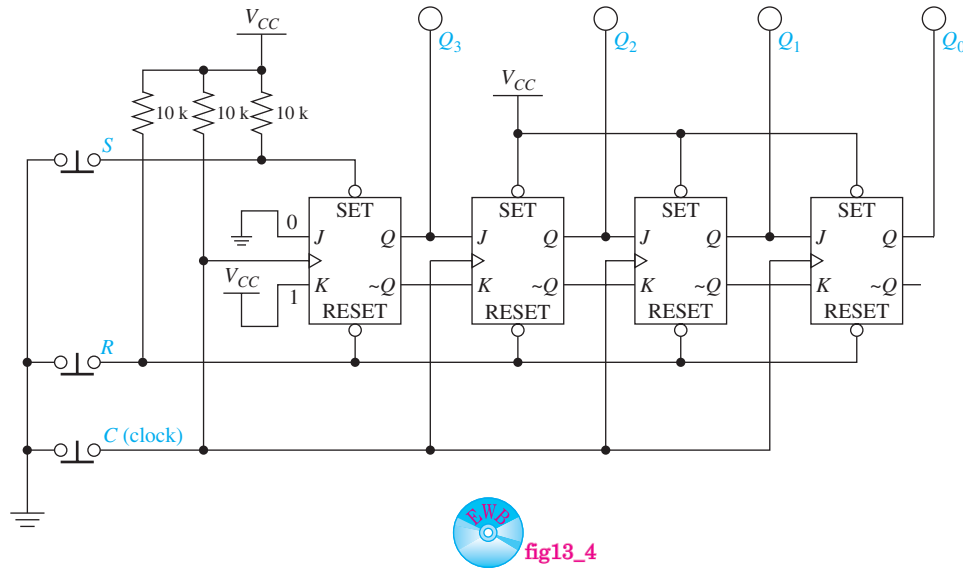 V_CC
Q_3
Q_2
Q_1
Q_0
V_CC
10 k
10 k
10 k
S
SET
SET
SET
SET
0
J
Q
J
Q
J
Q
J
Q
V_CC
1
K
~Q
K
~Q
K
~Q
K
~Q
RESET
RESET
RESET
RESET
R
C (clock)
EWB
fig13_4